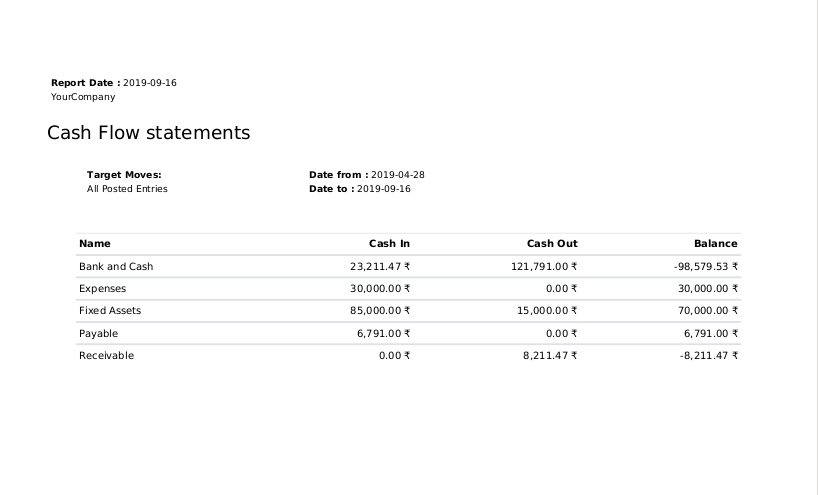 Report Date : 2019-09-16
YourCompany
Cash Flow statements
Target Moves: Date from : 2019-04-28
All Posted Entries Date to : 2019-09-16
Name Cash In Cash Out Balance
Bank and Cash 23,211.47 ₹ 121,791.00 ₹ -98,579.53 ₹
Expenses 30,000.00 ₹ 0.00 ₹ 30,000.00 ₹
Fixed Assets 85,000.00 ₹ 15,000.00 ₹ 70,000.00 ₹
Payable 6,791.00 ₹ 0.00 ₹ 6,791.00 ₹
Receivable 0.00 ₹ 8,211.47 ₹ -8,211.47 ₹